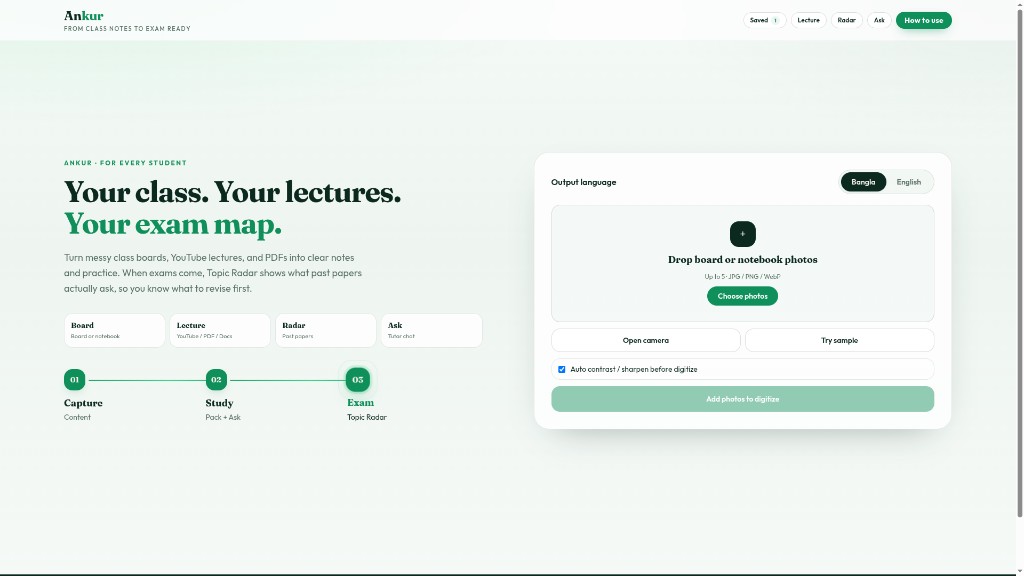 Ankur
FROM CLASS NOTES TO EXAM READY
Saved 1
Lecture
Radar
Ask
How to use
ANKUR · FOR EVERY STUDENT
Your class. Your lectures.
Your exam map.
Turn messy class boards, YouTube lectures, and PDFs into clear notes
and practice. When exams come, Topic Radar shows what past papers
actually ask, so you know what to revise first.
Board
Board or notebook
Lecture
YouTube / PDF / Docs
Radar
Past papers
Ask
Tutor chat
01
Capture
Content
02
Study
Pack + Ask
03
Exam
Topic Radar
Output language
Bangla
English
+
Drop board or notebook photos
Up to 5 · JPG / PNG / WebP
Choose photos
Open camera
Try sample
Auto contrast / sharpen before digitize
Add photos to digitize